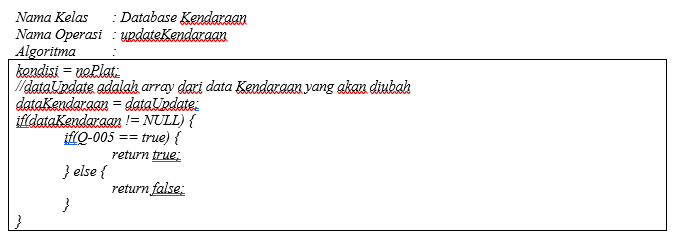 Nama Kelas : Database Kendaraan
Nama Operasi : updateKendaraan
Algoritma :
kondisi = noPlat;
//dataUpdate adalah array dari data Kendaraan yang akan diubah
dataKendaraan = dataUpdate;
if(dataKendaraan != NULL) {
if(Q-005 == true) {
return true;
} else {
return false;
}
}